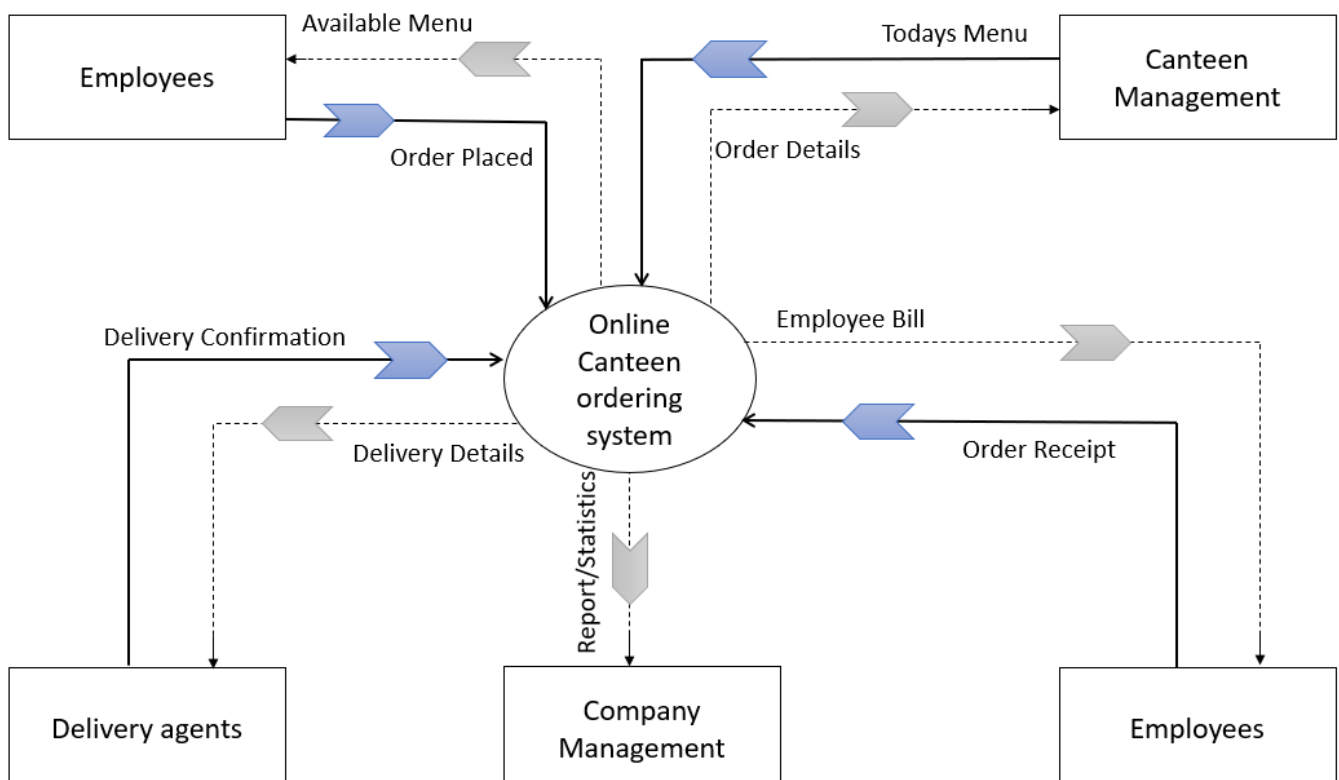 Available Menu
Todays Menu
Employees
Canteen
Management
Order Placed
Order Details
Online
Canteen
ordering
system
Employee Bill
Delivery Confirmation
Delivery Details
Order Receipt
Report/Statistics
Delivery agents
Company
Management
Employees